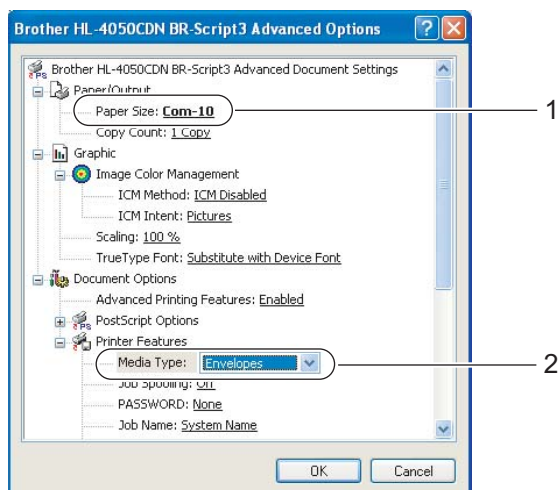 Brother HL-4050CDN BR-Script3 Advanced Options
Brother HL-4050CDN BR-Script3 Advanced Document Settings
Paper/Output
Paper Size: Com-10
1
Copy Count: 1 Copy
Graphic
Image Color Management
ICM Method: ICM Disabled
ICM Intent: Pictures
Scaling: 100 %
TrueType Font: Substitute with Device Font
Document Options
Advanced Printing Features: Enabled
PostScript Options
Printer Features
Media Type: Envelopes
2
Job Spooling: Off
PASSWORD: None
Job Name: System Name
OK
Cancel